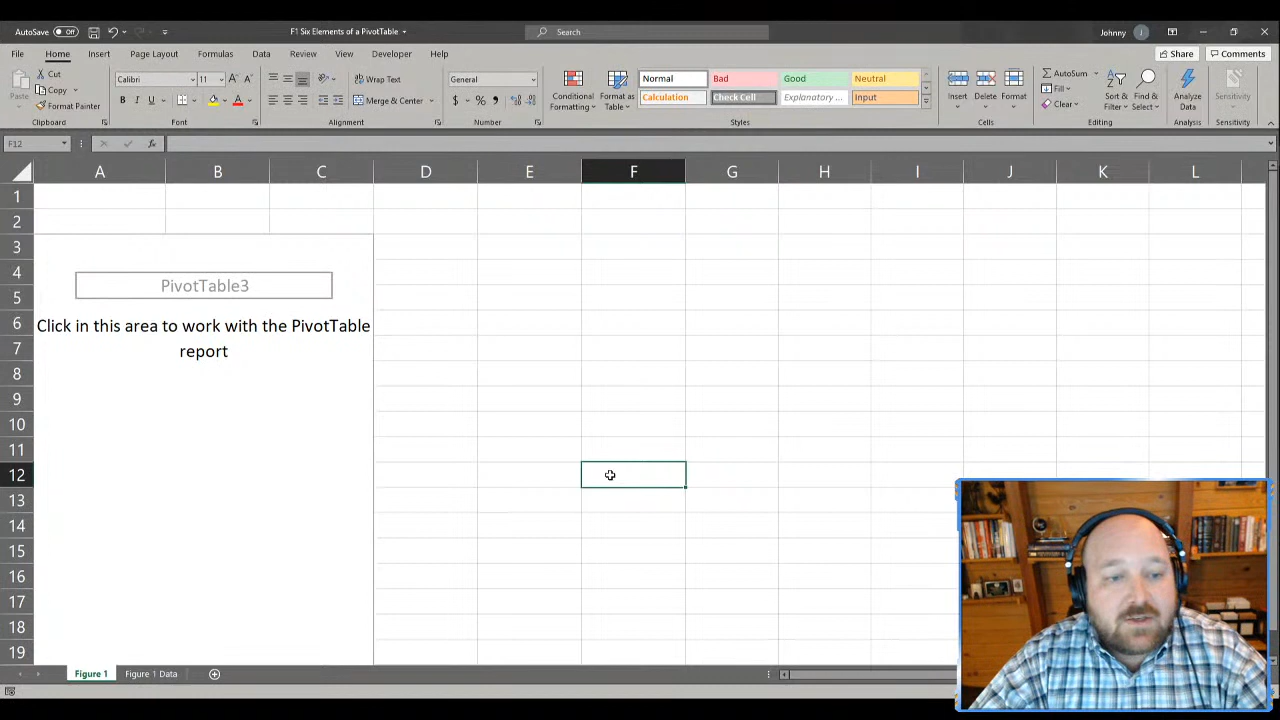 AutoSave Off F1 Six Elements of a PivotTable Search Johnny J
File Home Insert Page Layout Formulas Data Review View Developer Help Share Comments
Paste Cut Copy Format Painter
Calibri 11 A A B I U A
Wrap Text Merge & Center
General $ % 9
Conditional Formatting Format as Table
Normal Bad Good Neutral
Calculation Check Cell Explanatory ... Input
Insert Delete Format
AutoSum Fill Clear Sort & Filter Find & Select
Analyze Data Sensitivity
Clipboard Font Alignment Number Styles Cells Editing Analysis Sensitivity
F12 fx
A B C D E F G H I J K L
1
2
3
4
PivotTable3
5
6 Click in this area to work with the PivotTable
7 report
8
9
10
11
12
13
14
15
16
17
18
19
Figure 1 Figure 1 Data